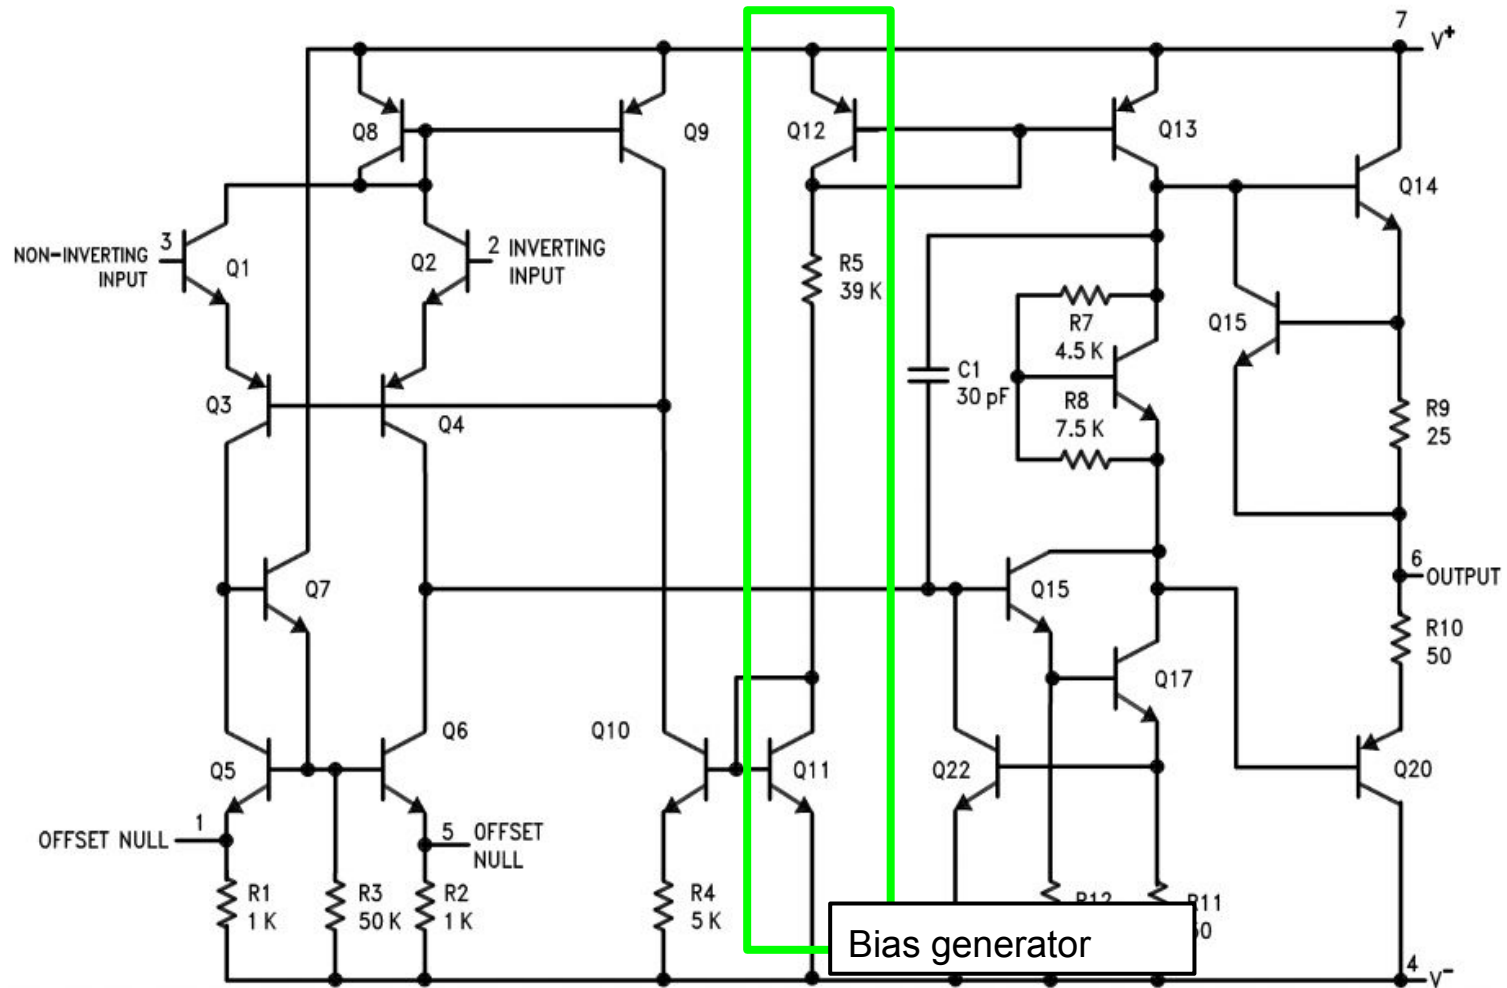 7
V+
Q8
Q9
Q12
Q13
Q14
3
NON-INVERTING
INPUT
Q1
Q2
2 INVERTING
INPUT
R5
39 K
Q15
R7
4.5 K
C1
30 pF
R8
7.5 K
Q3
Q4
R9
25
6
OUTPUT
Q7
Q15
R10
50
Q17
Q5
Q6
Q10
Q11
Q22
Q20
1
OFFSET NULL
5 OFFSET
NULL
R1
1 K
R3
50 K
R2
1 K
R4
5 K
Bias generator
4
V-